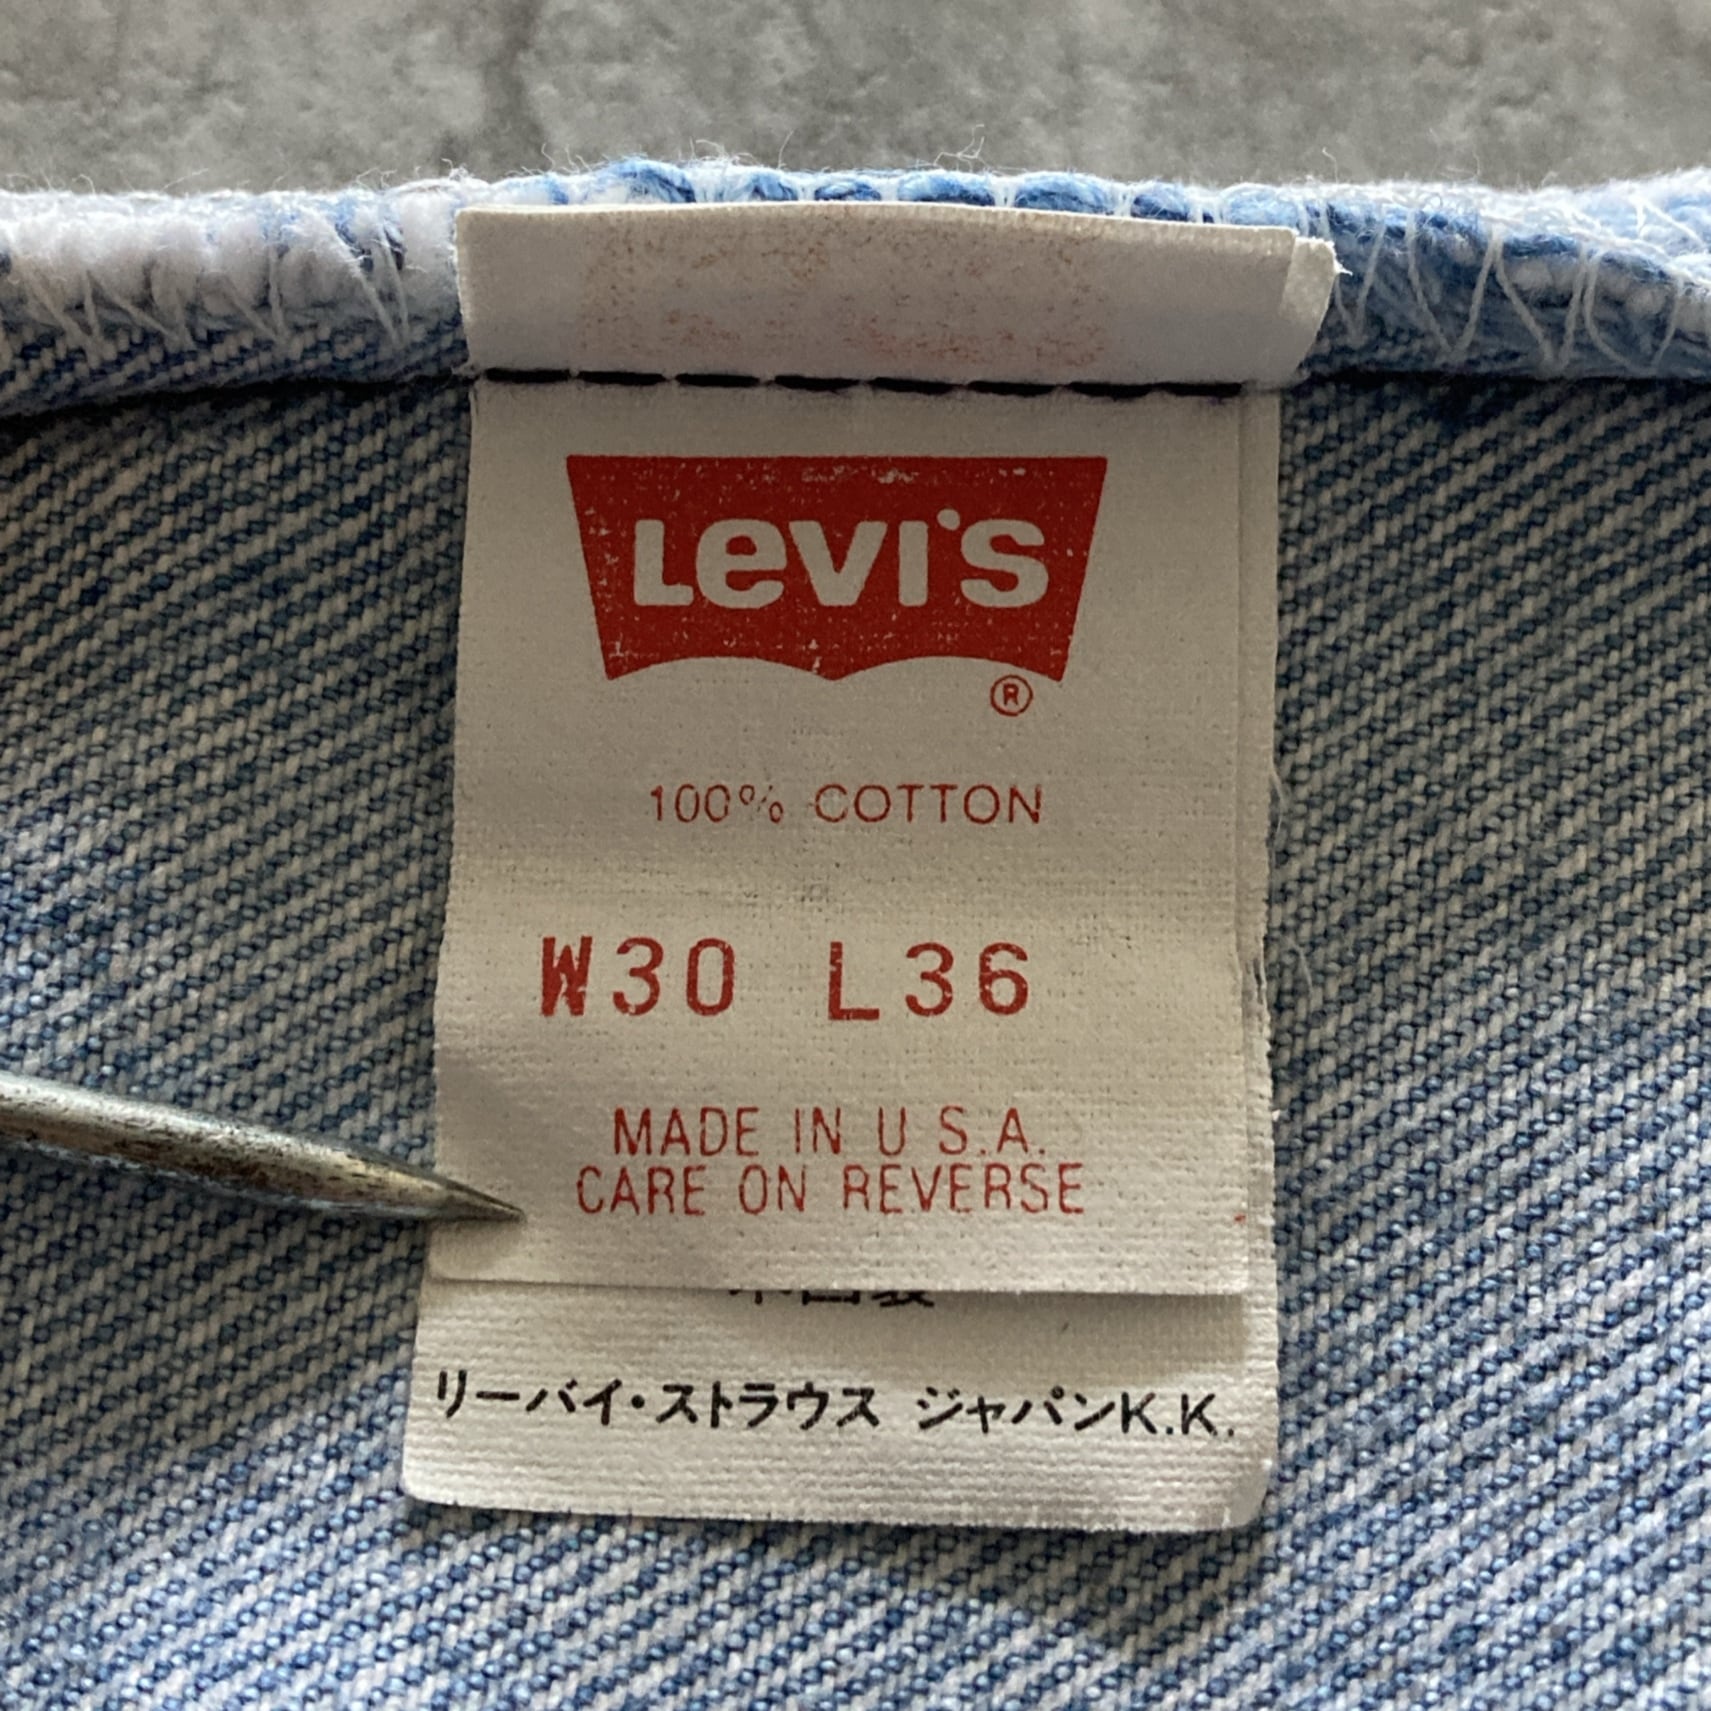 LEVI'S
®
100% COTTON
W30 L36
MADE IN U.S.A.
CARE ON REVERSE
リーバイ・ストラウス ジャパンK.K.